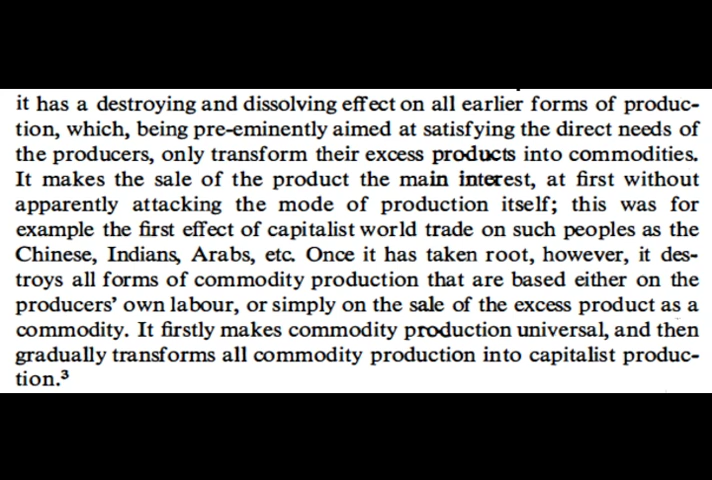 it has a destroying and dissolving effect on all earlier forms of produc-
tion, which, being pre-eminently aimed at satisfying the direct needs of
the producers, only transform their excess products into commodities.
It makes the sale of the product the main interest, at first without
apparently attacking the mode of production itself; this was for
example the first effect of capitalist world trade on such peoples as the
Chinese, Indians, Arabs, etc. Once it has taken root, however, it des-
troys all forms of commodity production that are based either on the
producers’ own labour, or simply on the sale of the excess product as a
commodity. It firstly makes commodity production universal, and then
gradually transforms all commodity production into capitalist produc-
tion.³